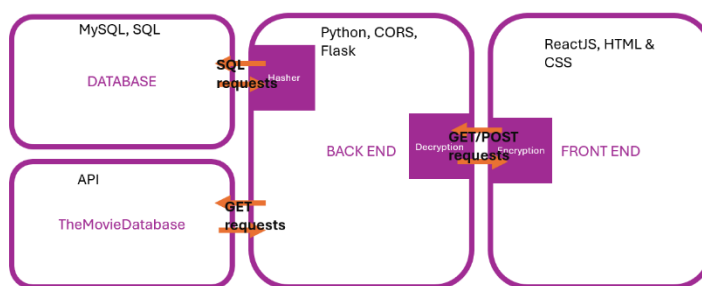 MySQL, SQL
DATABASE
SQL
requests
Hasher
Python, CORS,
Flask
BACK END
Decryption
GET/POST
requests
Encryption
ReactJS, HTML &
CSS
FRONT END
API
TheMovieDatabase
GET
requests